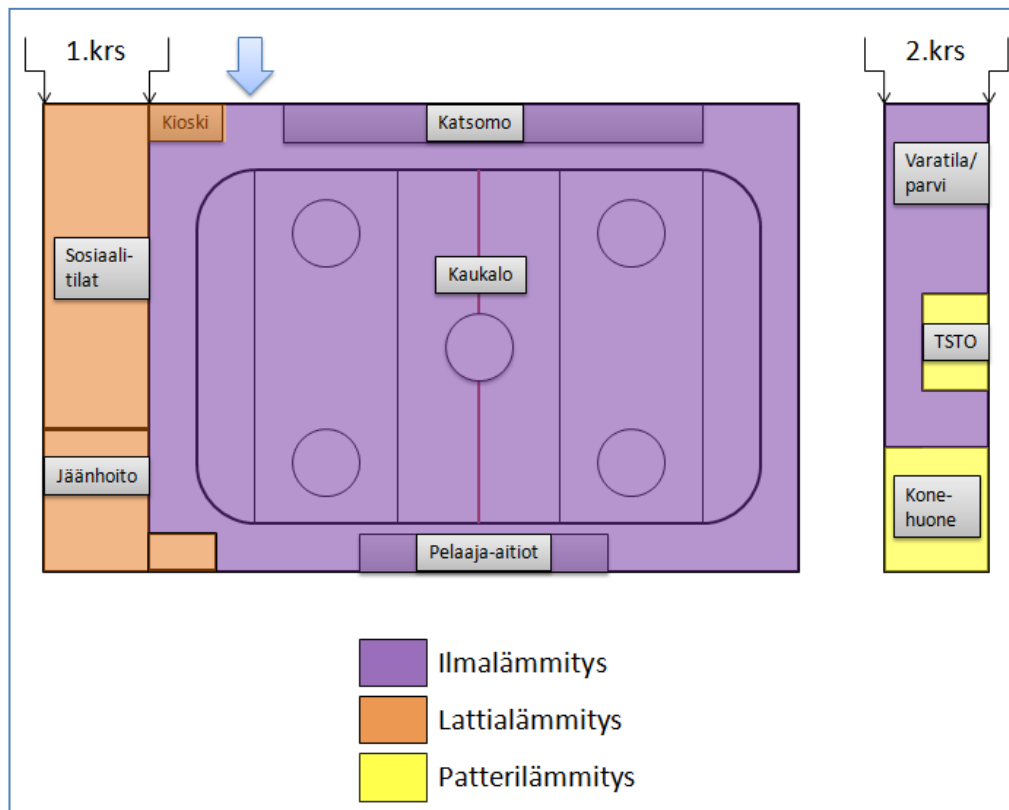 1.krs
2.krs
Kioski
Katsomo
Varatila/
parvi
Sosiaali-
tilat
Kaukalo
TSTO
Jäänhoito
Kone-
huone
Pelaaja-aitiot
Ilmalämmitys
Lattialämmitys
Patterilämmitys